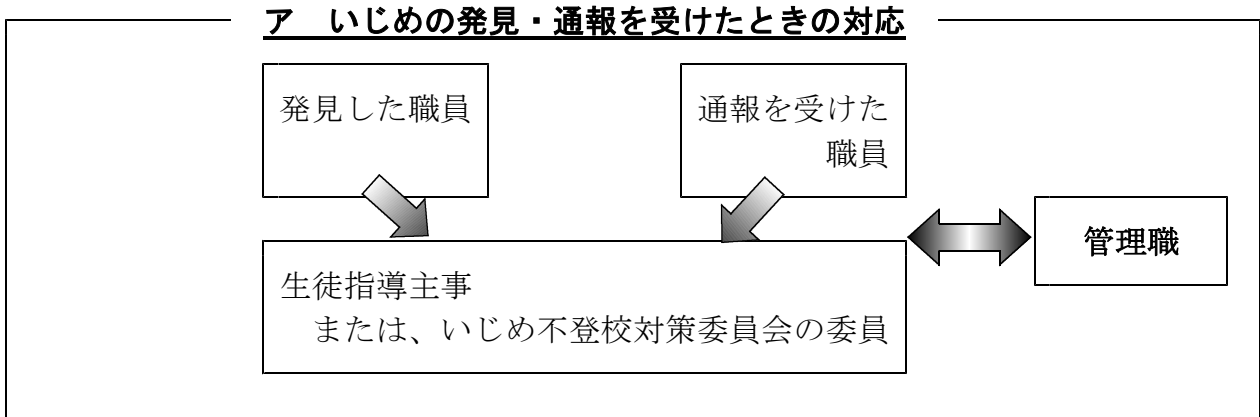 ア　いじめの発見・通報を受けたときの対応
発見した職員
通報を受けた
職員
管理職
生徒指導主事
または、いじめ不登校対策委員会の委員